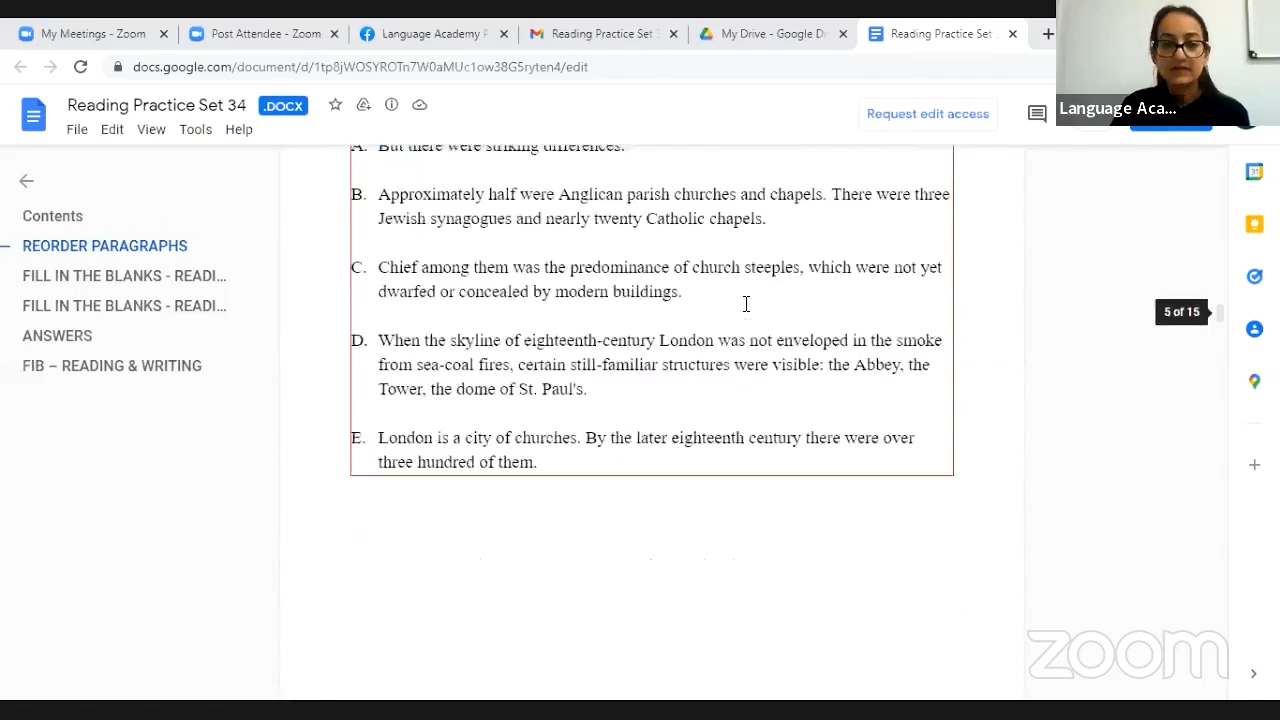 My Meetings - Zoom
Post Attendee - Zoom
Language Academy
Reading Practice Set
My Drive - Google D
Reading Practice Set
docs.google.com/document/d/1tp8jWOSYROTn7W0aMUc1ow38G5ryten4/edit
Reading Practice Set 34
.DOCX
Request edit access
File Edit View Tools Help
Language Aca...
Contents
REORDER PARAGRAPHS
FILL IN THE BLANKS - READI...
FILL IN THE BLANKS - READI...
ANSWERS
FIB – READING & WRITING
A. But there were striking differences.
B. Approximately half were Anglican parish churches and chapels. There were three
Jewish synagogues and nearly twenty Catholic chapels.
C. Chief among them was the predominance of church steeples, which were not yet
dwarfed or concealed by modern buildings.
D. When the skyline of eighteenth-century London was not enveloped in the smoke
from sea-coal fires, certain still-familiar structures were visible: the Abbey, the
Tower, the dome of St. Paul's.
E. London is a city of churches. By the later eighteenth century there were over
three hundred of them.
5 of 15
31
zoom